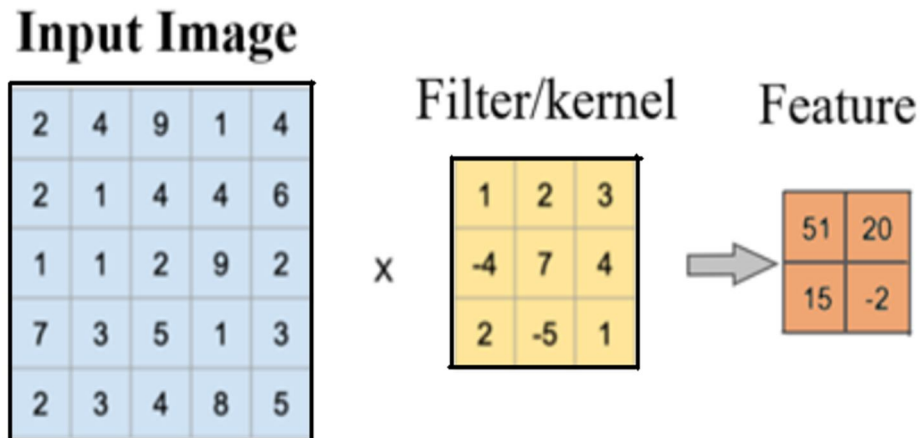 Input Image
2 4 9 1 4
2 1 4 4 6
1 1 2 9 2
7 3 5 1 3
2 3 4 8 5
x
Filter/kernel
1 2 3
-4 7 4
2 -5 1
Feature
51 20
15 -2